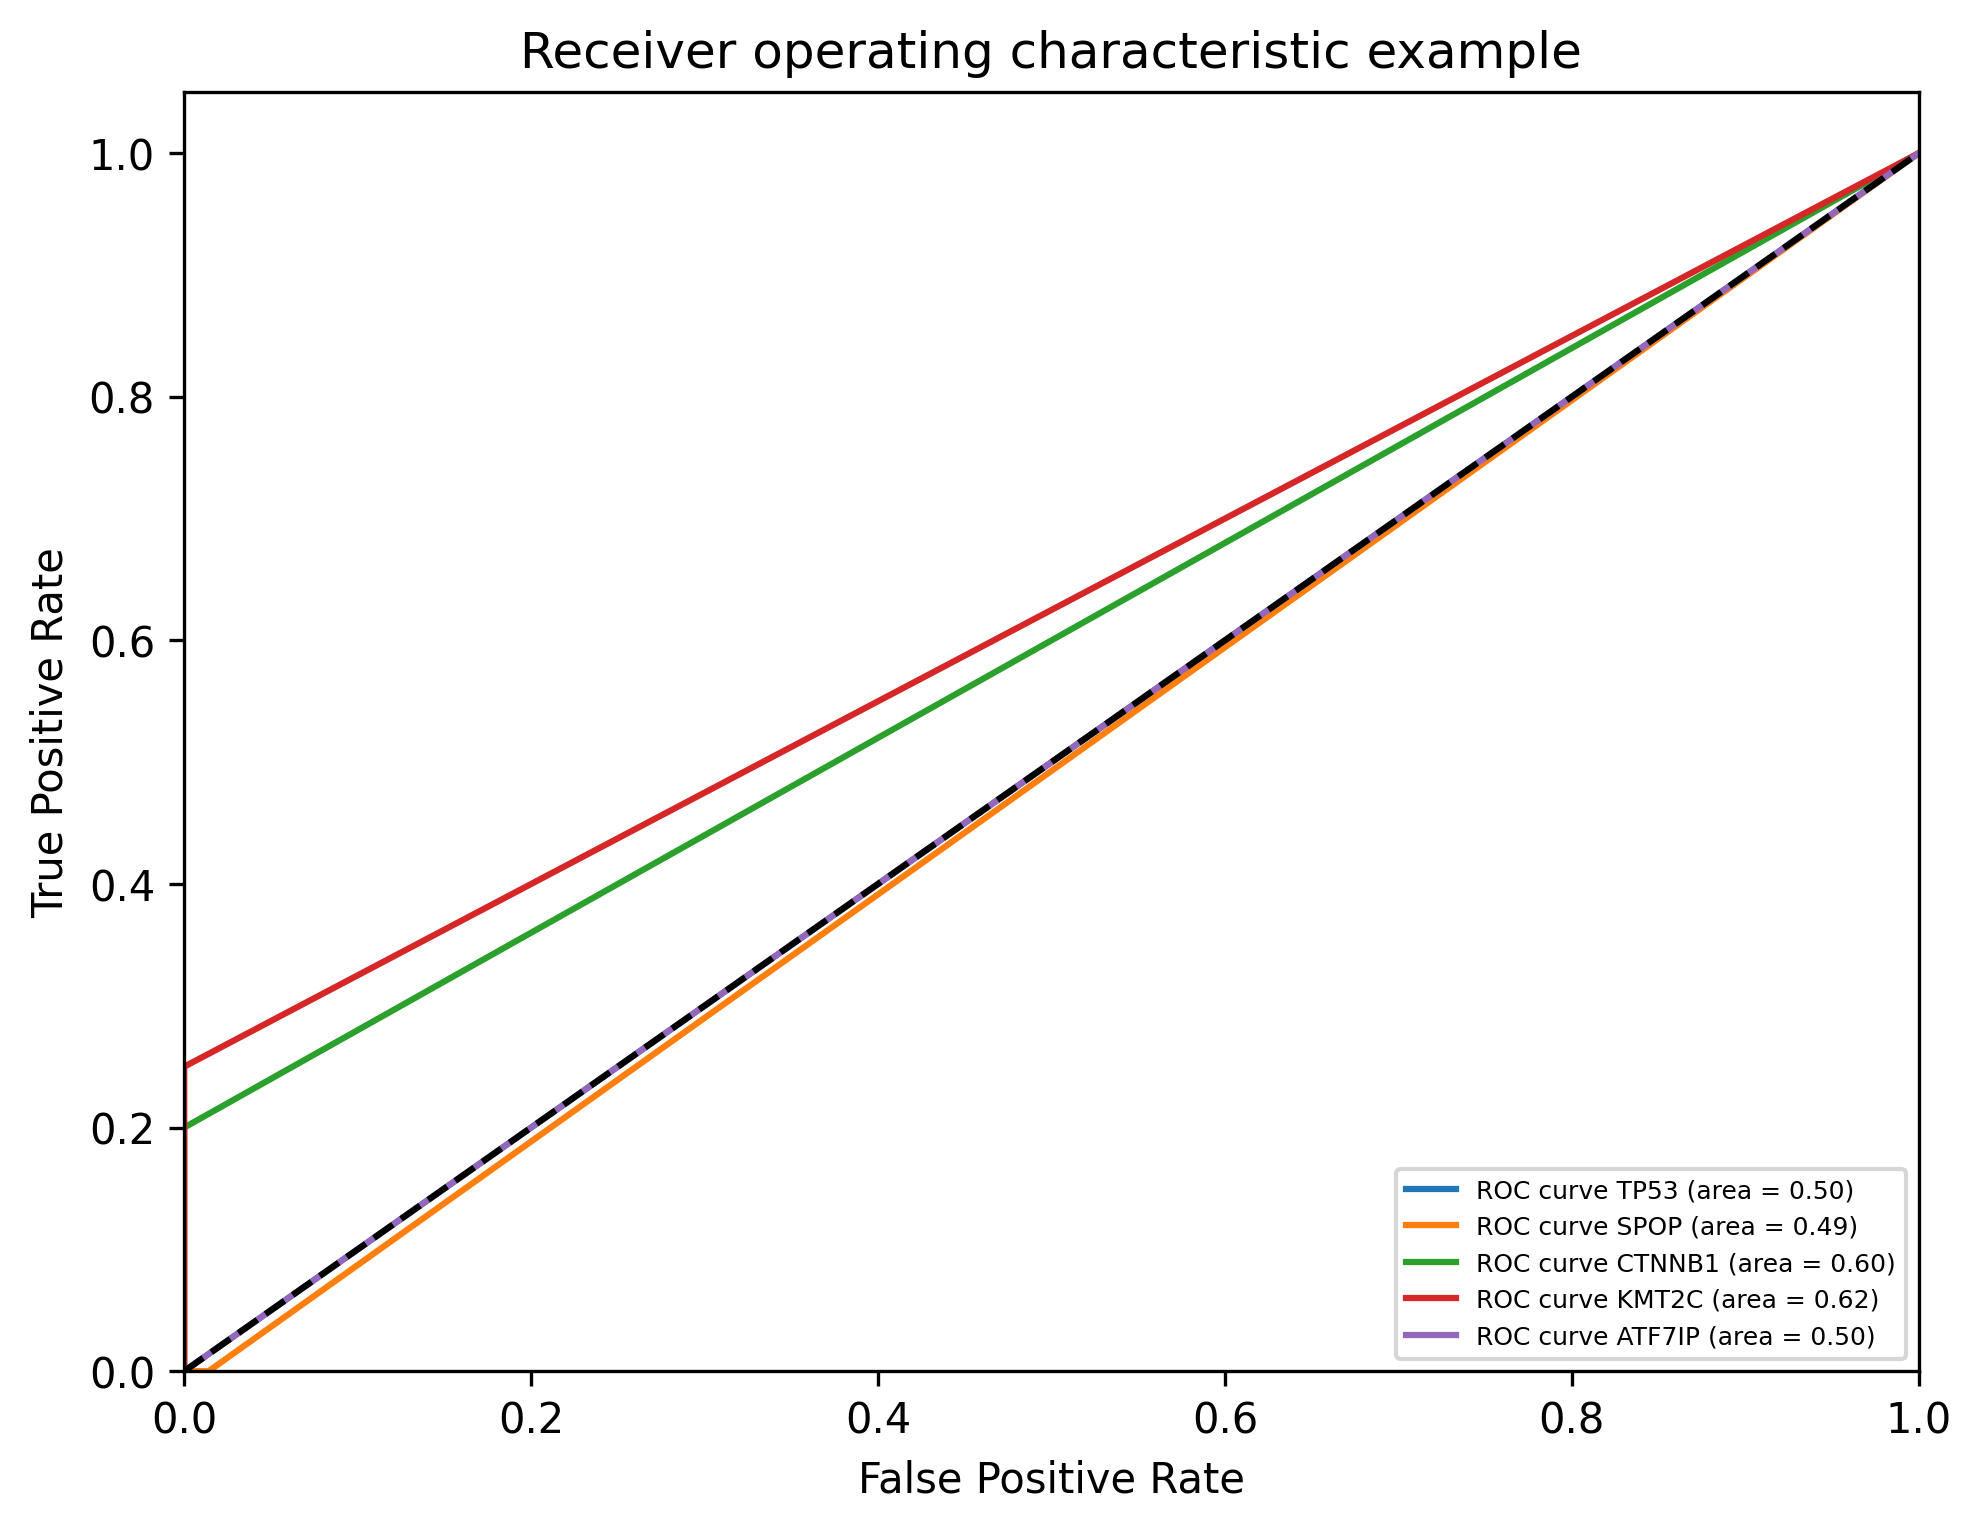 Receiver operating characteristic example
True Positive Rate
1.0
0.8
0.6
0.4
0.2
0.0
ROC curve TP53 (area = 0.50)
ROC curve SPOP (area = 0.49)
ROC curve CTNNB1 (area = 0.60)
ROC curve KMT2C (area = 0.62)
ROC curve ATF7IP (area = 0.50)
0.0 0.2 0.4 0.6 0.8 1.0
False Positive Rate